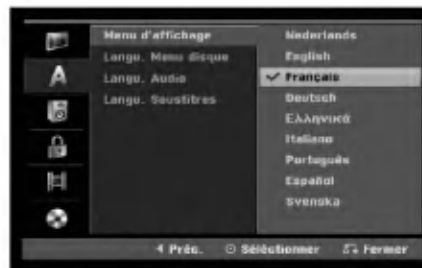 Menu d'affichage
Langu. Menu disque
Langu. Audio
Langu. Soustitres
Nederlands
English
✓ Français
Deutsch
Ελληνικά
Italiano
Português
Español
Svenska
Préc. Séléctionner Fermer